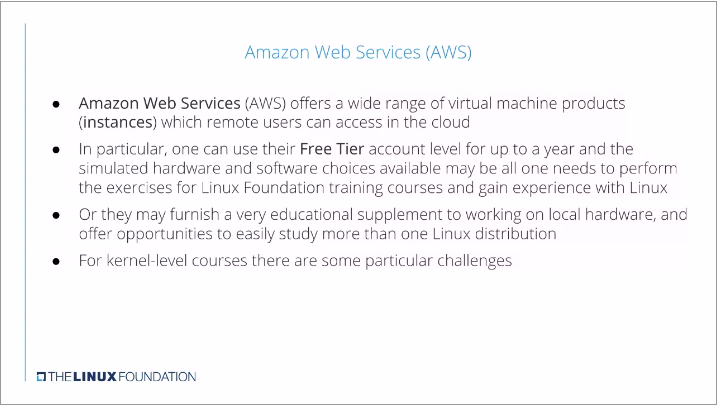 Amazon Web Services (AWS)
● Amazon Web Services (AWS) offers a wide range of virtual machine products
(instances) which remote users can access in the cloud
● In particular, one can use their Free Tier account level for up to a year and the
simulated hardware and software choices available may be all one needs to perform
the exercises for Linux Foundation training courses and gain experience with Linux
● Or they may furnish a very educational supplement to working on local hardware, and
offer opportunities to easily study more than one Linux distribution
● For kernel-level courses there are some particular challenges
THE LINUX FOUNDATION